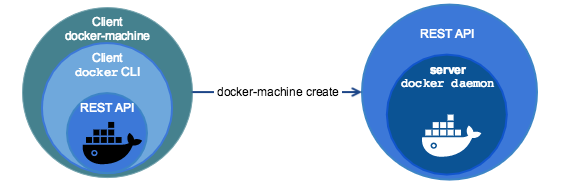 Client
docker-machine
Client
docker CLI
REST API
docker-machine create
REST API
server
docker daemon